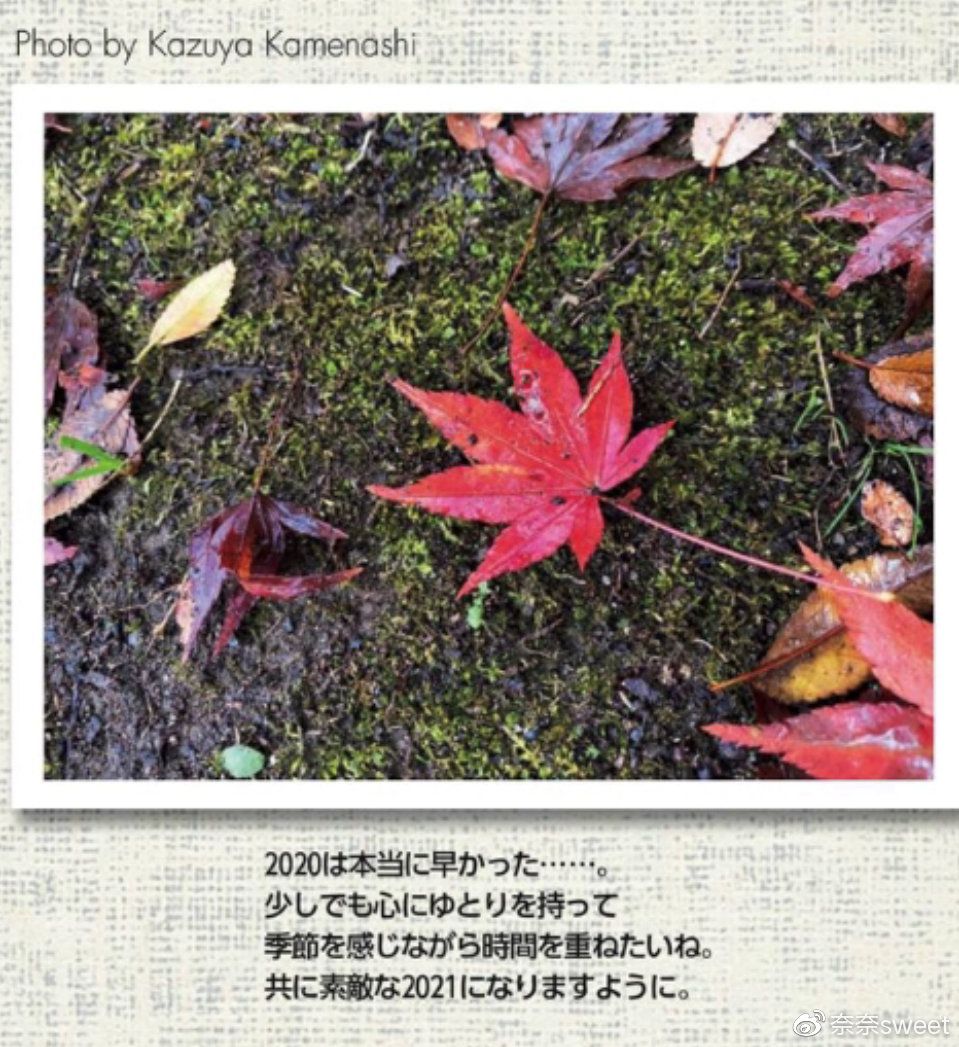 Photo by Kazuya Kamenashi
2020は本当に早かった……。
少しでも心にゆとりを持って
季節を感じながら時間を重ねたいね。
共に素敵な2021になりますように。
奈奈sweet